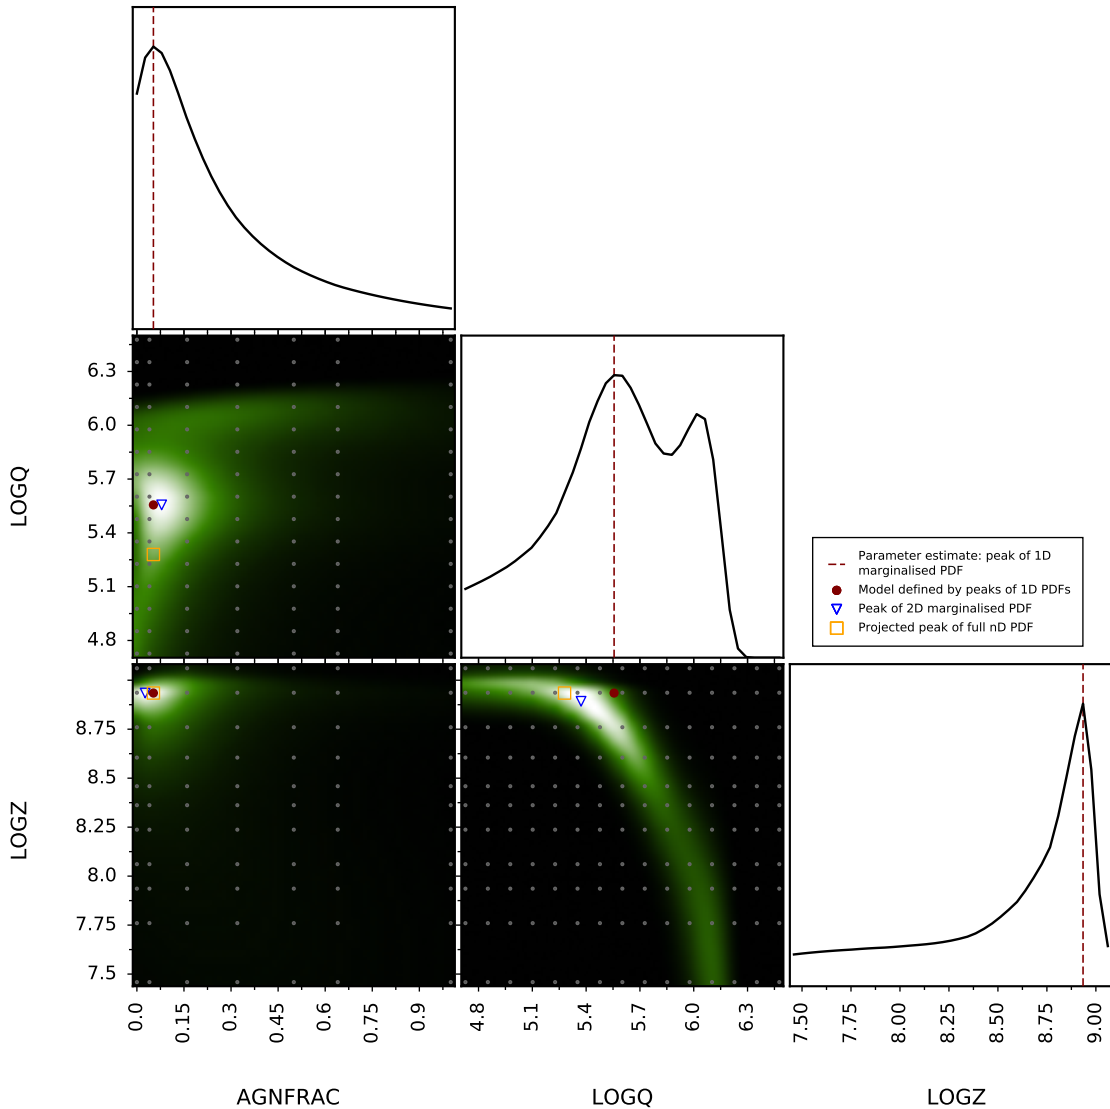 6.3
6.0
5.7
5.4
5.1
4.8
LOGQ
Parameter estimate: peak of 1D
marginalised PDF
Model defined by peaks of 1D PDFs
Peak of 2D marginalised PDF
Projected peak of full nD PDF
8.75
8.5
8.25
8.0
7.75
7.5
LOGZ
0.0 0.15 0.3 0.45 0.6 0.75 0.9
4.8 5.1 5.4 5.7 6.0 6.3
7.50 7.75 8.00 8.25 8.50 8.75 9.00
AGNFRAC LOGQ LOGZ